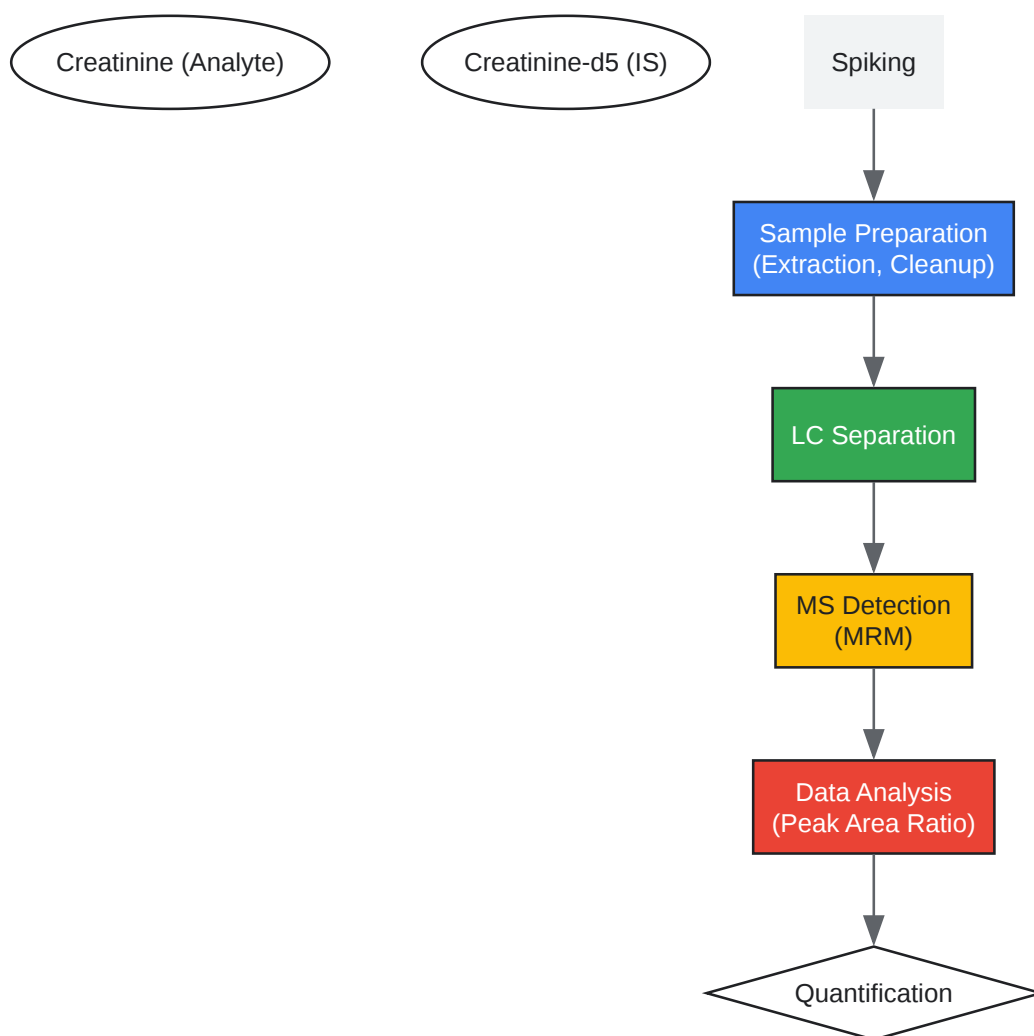 Creatinine (Analyte)
Creatinine-d5 (IS)
Spiking
Sample Preparation
(Extraction, Cleanup)
LC Separation
MS Detection
(MRM)
Data Analysis
(Peak Area Ratio)
Quantification